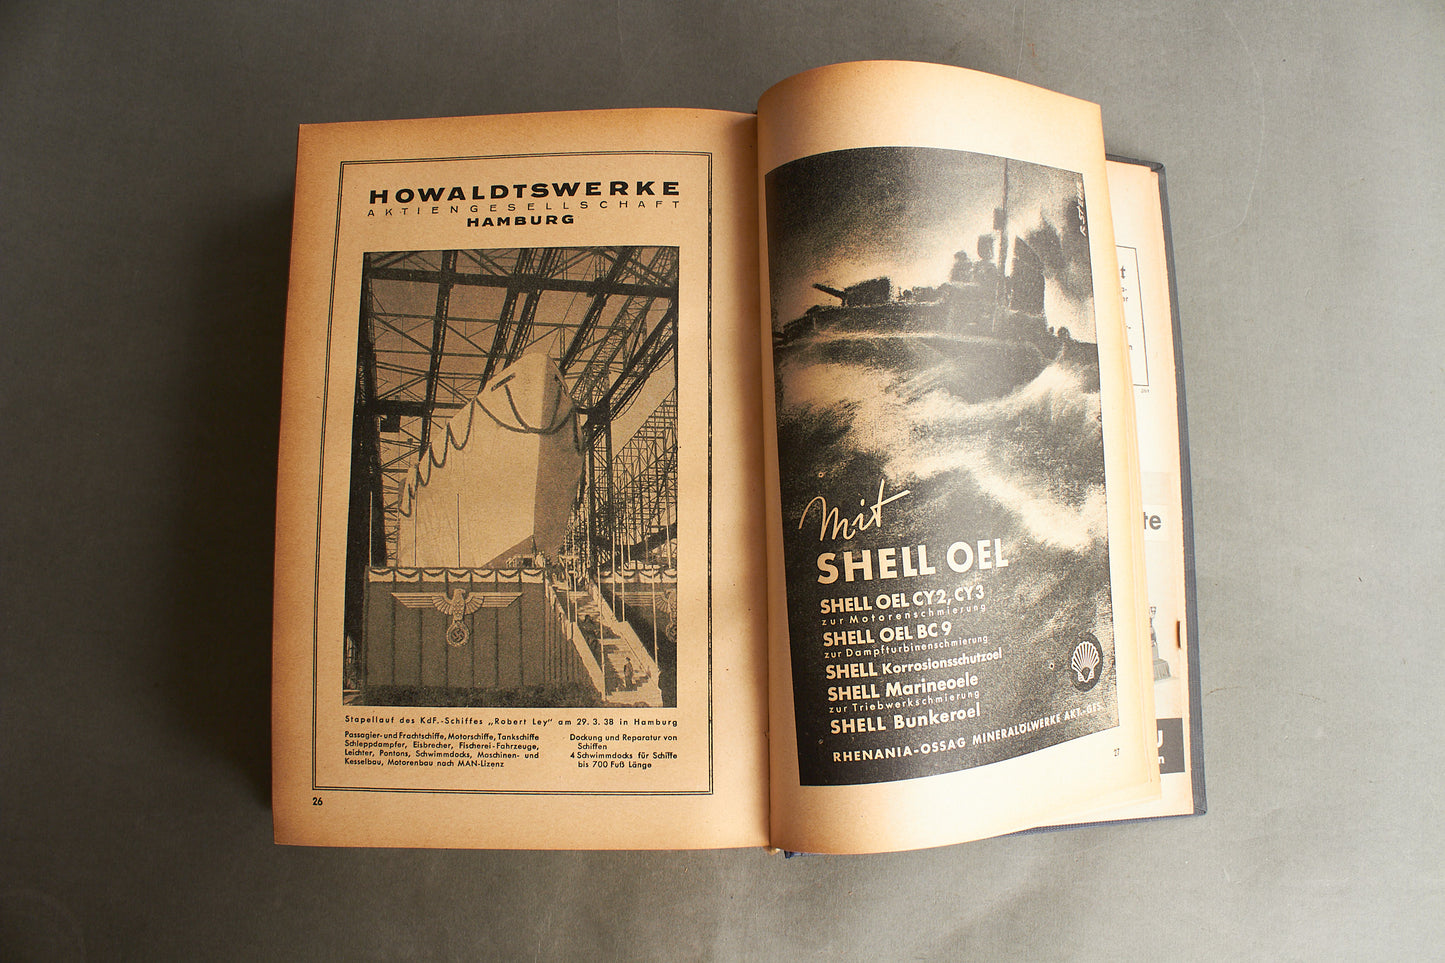 HOWALDTSWERKE
AKTIENGESELLSCHAFT
HAMBURG
Stapellauf des KdF.-Schiffes „Robert Ley“ am 29. 3. 38 in Hamburg
Passagier- und Frachtschiffe, Motorschiffe, Tankschiffe
Schleppdampfer, Eisbrecher, Fischerei-Fahrzeuge,
Leichter, Pontons, Schwimmdocks, Maschinen- und
Kesselbau, Motorenbau nach MAN-Lizenz
Dockung und Reparatur von
Schiffen
4 Schwimmdocks für Schiffe
bis 700 Fuß Länge
26
Mit
SHELL OEL
SHELL OEL CY2, CY3
zur Motorenschmierung
SHELL OEL BC 9
zur Dampfturbinenschmierung
SHELL Korrosionsschutzoel
SHELL Marineoele
zur Triebwerkschmierung
SHELL Bunkeroel
RHENANIA-OSSAG MINERALÖLWERKE AKT.-GES.
27
t
te
U
n